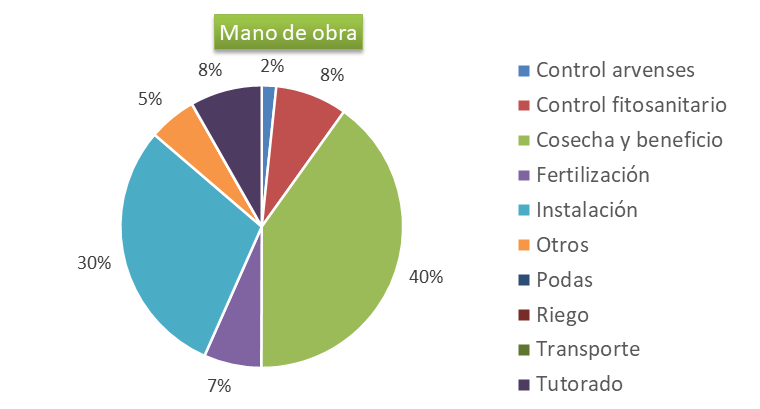 Mano de obra
2%
8%
40%
7%
30%
5%
8%
Control arvenses
Control fitosanitario
Cosecha y beneficio
Fertilización
Instalación
Otros
Podas
Riego
Transporte
Tutorado